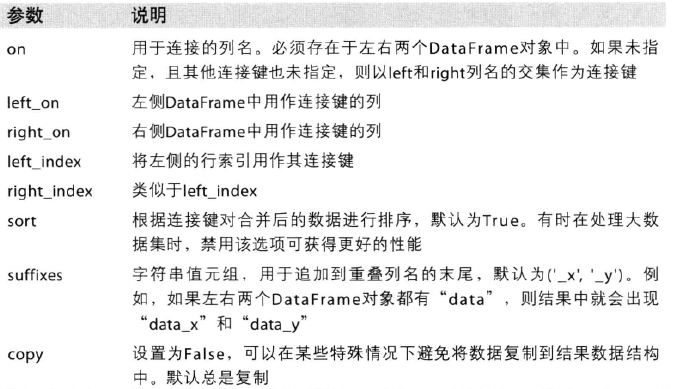 参数 说明
on 用于连接的列名。必须存在于左右两个DataFrame对象中。如果未指
定，且其他连接键也未指定，则以left和right列名的交集作为连接键
left_on 左侧DataFrame中用作连接键的列
right_on 右侧DataFrame中用作连接键的列
left_index 将左侧的行索引用作其连接键
right_index 类似于left_index
sort 根据连接键对合并后的数据进行排序，默认为True。有时在处理大数
据集时，禁用该选项可获得更好的性能
suffixes 字符串值元组，用于追加到重叠列名的末尾，默认为('_x', '_y')。例
如，如果左右两个DataFrame对象都有“data”，则结果中就会出现
“data_x”和“data_y”
copy 设置为False，可以在某些特殊情况下避免将数据复制到结果数据结构
中。默认总是复制